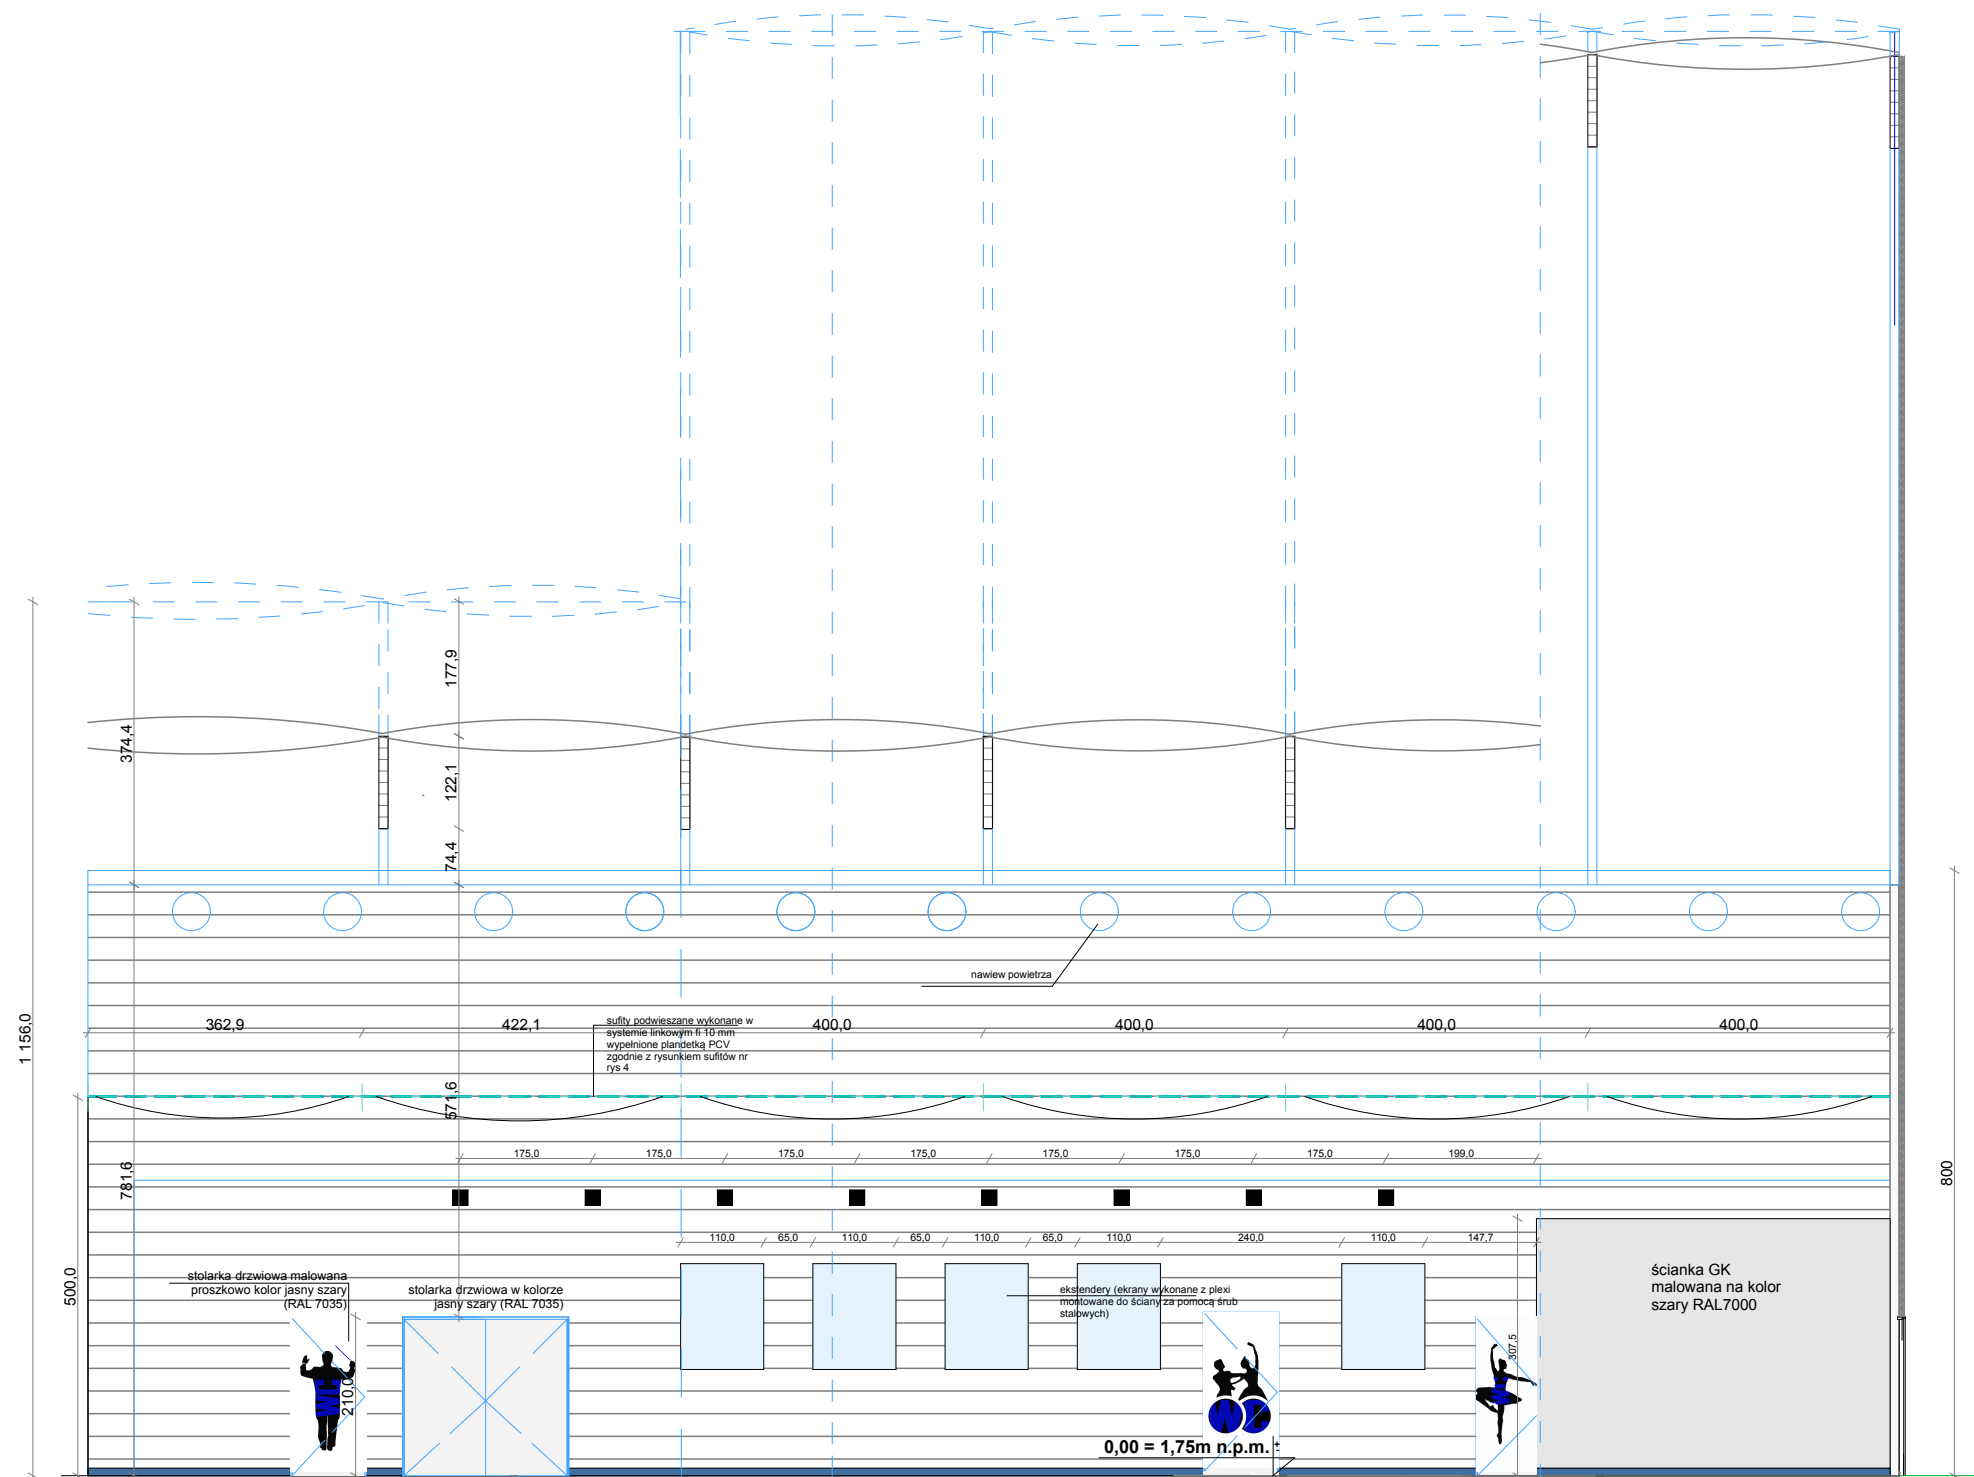 177,9
374,4
122,1
74,4
nawiew powietrza
1 156,0
362,9
422,1
400,0
400,0
400,0
400,0
sufity podwieszane wykonane w
systemie linkowym fi 10 mm
wypełnione plandetką PCV
zgodnie z rysunkiem sufitów nr
rys 4
571,6
175,0
175,0
175,0
175,0
175,0
175,0
175,0
199,0
781,6
800
110,0
65,0
110,0
65,0
110,0
65,0
110,0
240,0
110,0
147,7
500,0
stolarka drzwiowa malowana
proszkowo kolor jasny szary
(RAL 7035)
stolarka drzwiowa w kolorze
jasny szary (RAL 7035)
ekstendery (ekrany wykonane z plexi
montowane do ściany za pomocą śrub
stalowych)
ścianka GK
malowana na kolor
szary RAL7000
307,5
210,0
0,00 = 1,75m n.p.m. ±